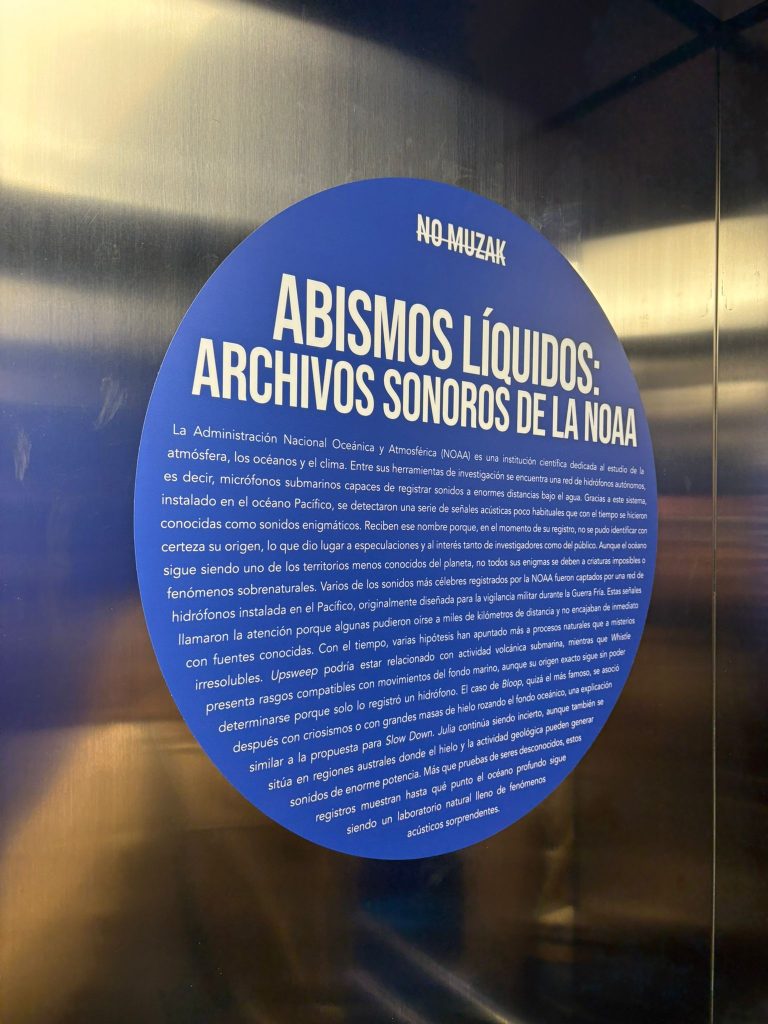 NO MUZAK
ABISMOS LÍQUIDOS:
ARCHIVOS SONOROS DE LA NOAA
La Administración Nacional Oceánica y Atmosférica (NOAA) es una institución científica dedicada al estudio de la
atmósfera, los océanos y el clima. Entre sus herramientas de investigación se encuentra una red de hidrófonos autónomos,
es decir, micrófonos submarinos capaces de registrar sonidos a enormes distancias bajo el agua. Gracias a este sistema,
instalado en el océano Pacífico, se detectaron una serie de señales acústicas poco habituales que con el tiempo se hicieron
conocidas como sonidos enigmáticos. Reciben ese nombre porque, en el momento de su registro, no se pudo identificar con
certeza su origen, lo que dio lugar a especulaciones y al interés tanto de investigadores como del público. Aunque el océano
sigue siendo uno de los territorios menos conocidos del planeta, no todos sus enigmas se deben a criaturas imposibles o
fenómenos sobrenaturales. Varios de los sonidos más célebres registrados por la NOAA fueron captados por una red de
hidrófonos instalada en el Pacífico, originalmente diseñada para la vigilancia militar durante la Guerra Fría. Estas señales
llamaron la atención porque algunas pudieron oírse a miles de kilómetros de distancia y no encajaban de inmediato
con fuentes conocidas. Con el tiempo, varias hipótesis han apuntado más a procesos naturales que a misterios
irresolubles. Upsweep podría estar relacionado con actividad volcánica submarina, mientras que Whistle
presenta rasgos compatibles con movimientos del fondo marino, aunque su origen exacto sigue sin poder
determinarse porque solo lo registró un hidrófono. El caso de Bloop, quizá el más famoso, se asoció
después con criosismos o con grandes masas de hielo rozando el fondo oceánico, una explicación
similar a la propuesta para Slow Down. Julia continúa siendo incierto, aunque también se
sitúa en regiones australes donde el hielo y la actividad geológica pueden generar
sonidos de enorme potencia. Más que pruebas de seres desconocidos, estos
registros muestran hasta qué punto el océano profundo sigue
siendo un laboratorio natural lleno de fenómenos
acústicos sorprendentes.